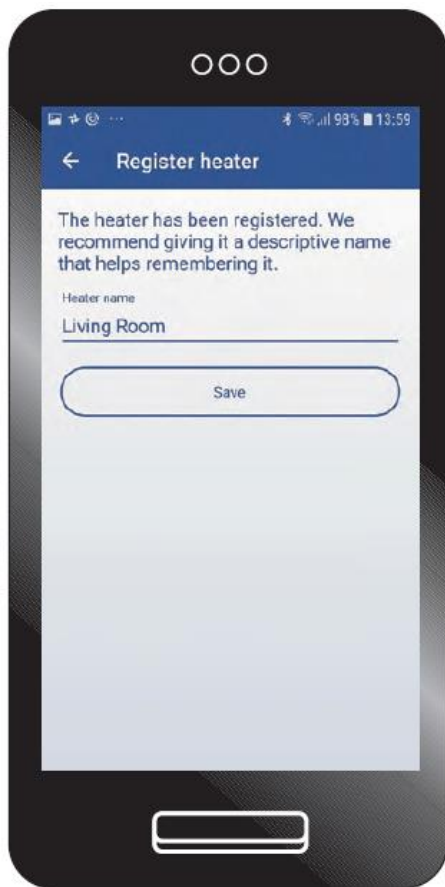 98% 13:59
Register heater
The heater has been registered. We
recommend giving it a descriptive name
that helps remembering it.
Heater name
Living Room
Save